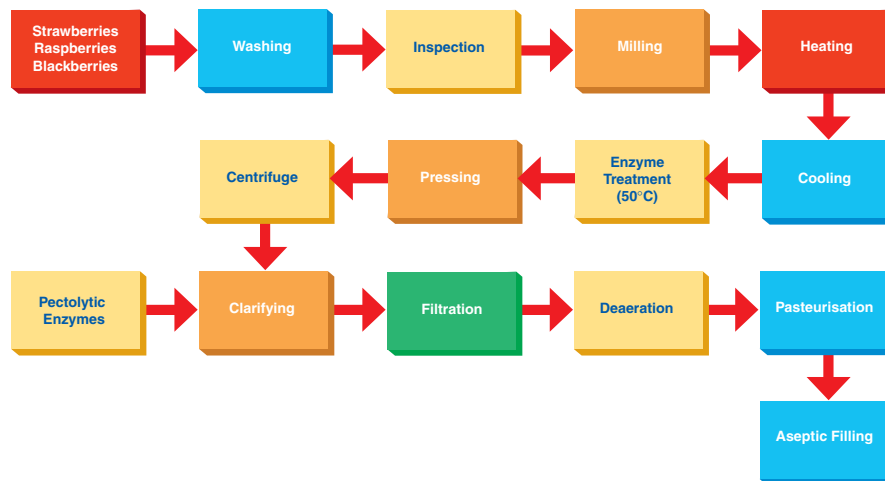 Strawberries
Raspberries
Blackberries
Washing
Inspection
Milling
Heating
Cooling
Enzyme
Treatment
(50°C)
Pressing
Centrifuge
Pectolytic
Enzymes
Clarifying
Filtration
Deaeration
Pasteurisation
Aseptic Filling